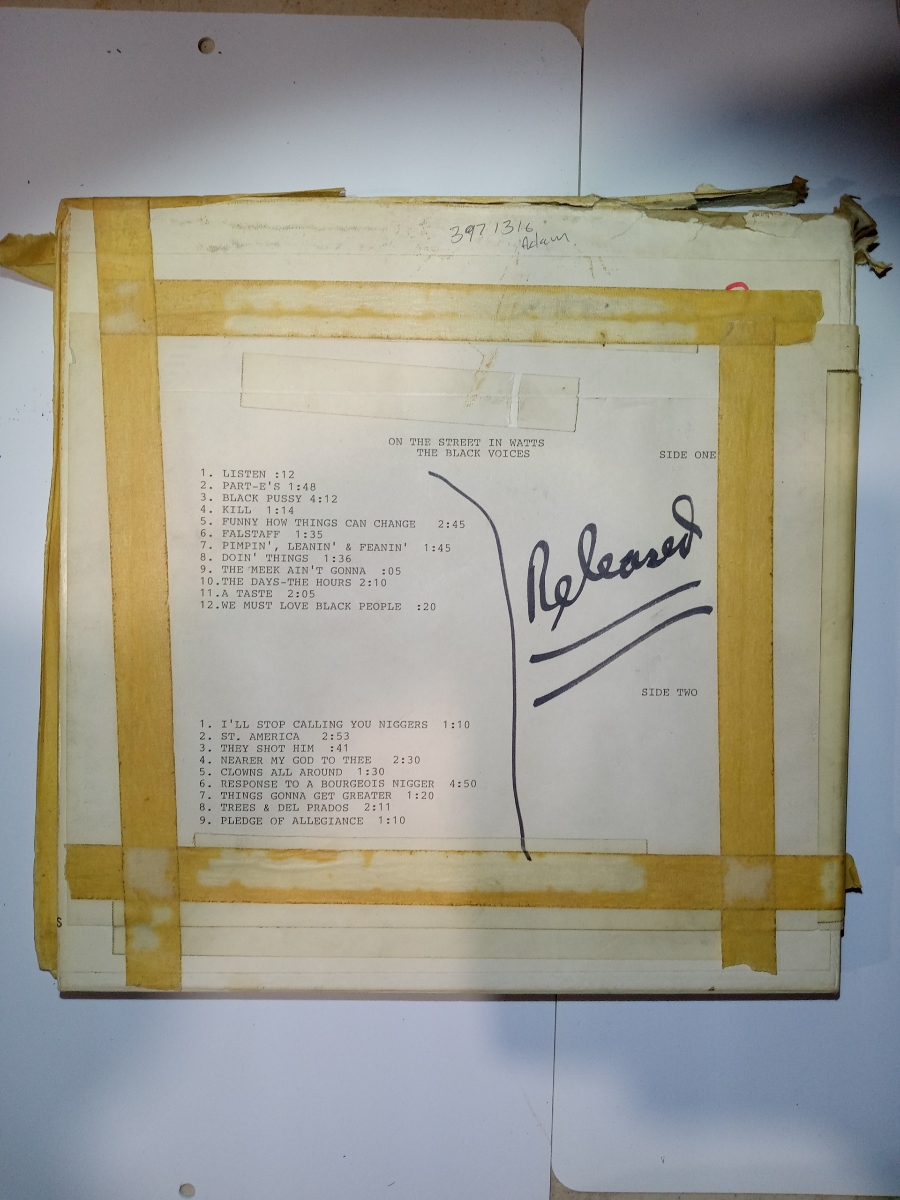 397 1316
Adam
ON THE STREET IN WATTS
THE BLACK VOICES
SIDE ONE
1. LISTEN :12
2. PART-E'S 1:48
3. BLACK PUSSY 4:12
4. KILL 1:14
5. FUNNY HOW THINGS CAN CHANGE 2:45
6. FALSTAFF 1:35
7. PIMPIN', LEANIN' & FEANIN' 1:45
8. DOIN' THINGS 1:36
9. THE MEEK AIN'T GONNA :05
10.THE DAYS-THE HOURS 2:10
11.A TASTE 2:05
12.WE MUST LOVE BLACK PEOPLE :20
Released
SIDE TWO
1. I'LL STOP CALLING YOU NIGGERS 1:10
2. ST. AMERICA 2:53
3. THEY SHOT HIM :41
4. NEARER MY GOD TO THEE 2:30
5. CLOWNS ALL AROUND 1:30
6. RESPONSE TO A BOURGEOIS NIGGER 4:50
7. THINGS GONNA GET GREATER 1:20
8. TREES & DEL PRADOS 2:11
9. PLEDGE OF ALLEGIANCE 1:10
S